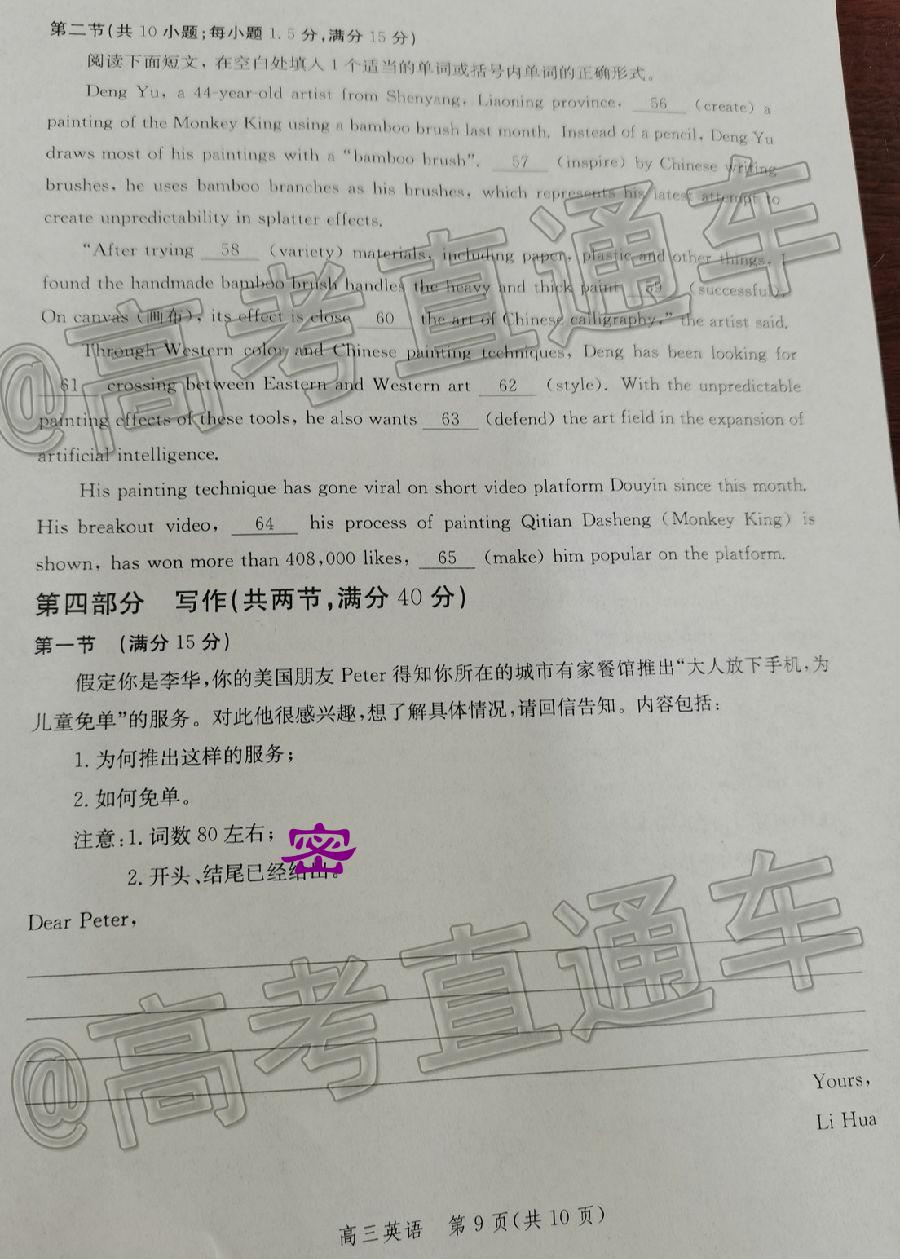 第二节(共 10 小题;每小题 1.5 分,满分 15 分)
阅读下面短文，在空白处填入 1 个适当的单词或括号内单词的正确形式。
Deng Yu, a 44-year-old artist from Shenyang, Liaoning province, 56 (create) a
painting of the Monkey King using a bamboo brush last month. Instead of a pencil, Deng Yu
draws most of his paintings with a “bamboo brush”. 57 (inspire) by Chinese writing
brushes, he uses bamboo branches as his brushes, which represents his latest attempt to
create unpredictability in splatter effects.
“After trying 58 (variety) materials, including paper, plastic and other things, I
found the handmade bamboo brush handles the heavy and thick paint 59 (successful).
On canvas (画布), its effect is close 60 the art of Chinese calligraphy,” the artist said.
Through Western color and Chinese painting techniques, Deng has been looking for
61 crossing between Eastern and Western art 62 (style). With the unpredictable
painting effects of these tools, he also wants 63 (defend) the art field in the expansion of
artificial intelligence.
His painting technique has gone viral on short video platform Douyin since this month.
His breakout video, 64 his process of painting Qitian Dasheng (Monkey King) is
shown, has won more than 408,000 likes, 65 (make) him popular on the platform.
第四部分 写作(共两节,满分 40 分)
第一节 (满分 15 分)
假定你是李华,你的美国朋友 Peter 得知你所在的城市有家餐馆推出“大人放下手机,为
儿童免单”的服务。对此他很感兴趣,想了解具体情况,请回信告知。内容包括:
1. 为何推出这样的服务;
2. 如何免单。
注意:1. 词数 80 左右;
密
2. 开头、结尾已经给出。
Dear Peter,
Yours,
Li Hua
高三英语 第 9 页(共 10 页)
@高考直通车
@高考直通车